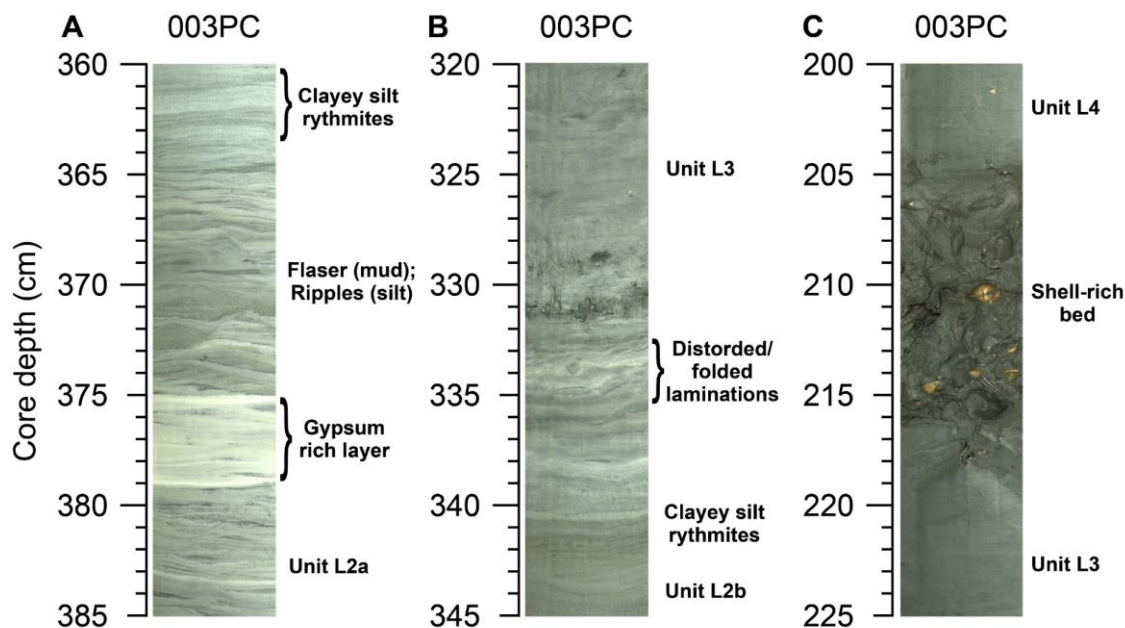 A
003PC
Core depth (cm)
360
365
370
375
380
385
Clayey silt
rythmites
Flaser (mud);
Ripples (silt)
Gypsum
rich layer
Unit L2a
B
003PC
320
325
330
335
340
345
Unit L3
Distorded/
folded
laminations
Clayey silt
rythmites
Unit L2b
C
003PC
200
205
210
215
220
225
Unit L4
Shell-rich
bed
Unit L3